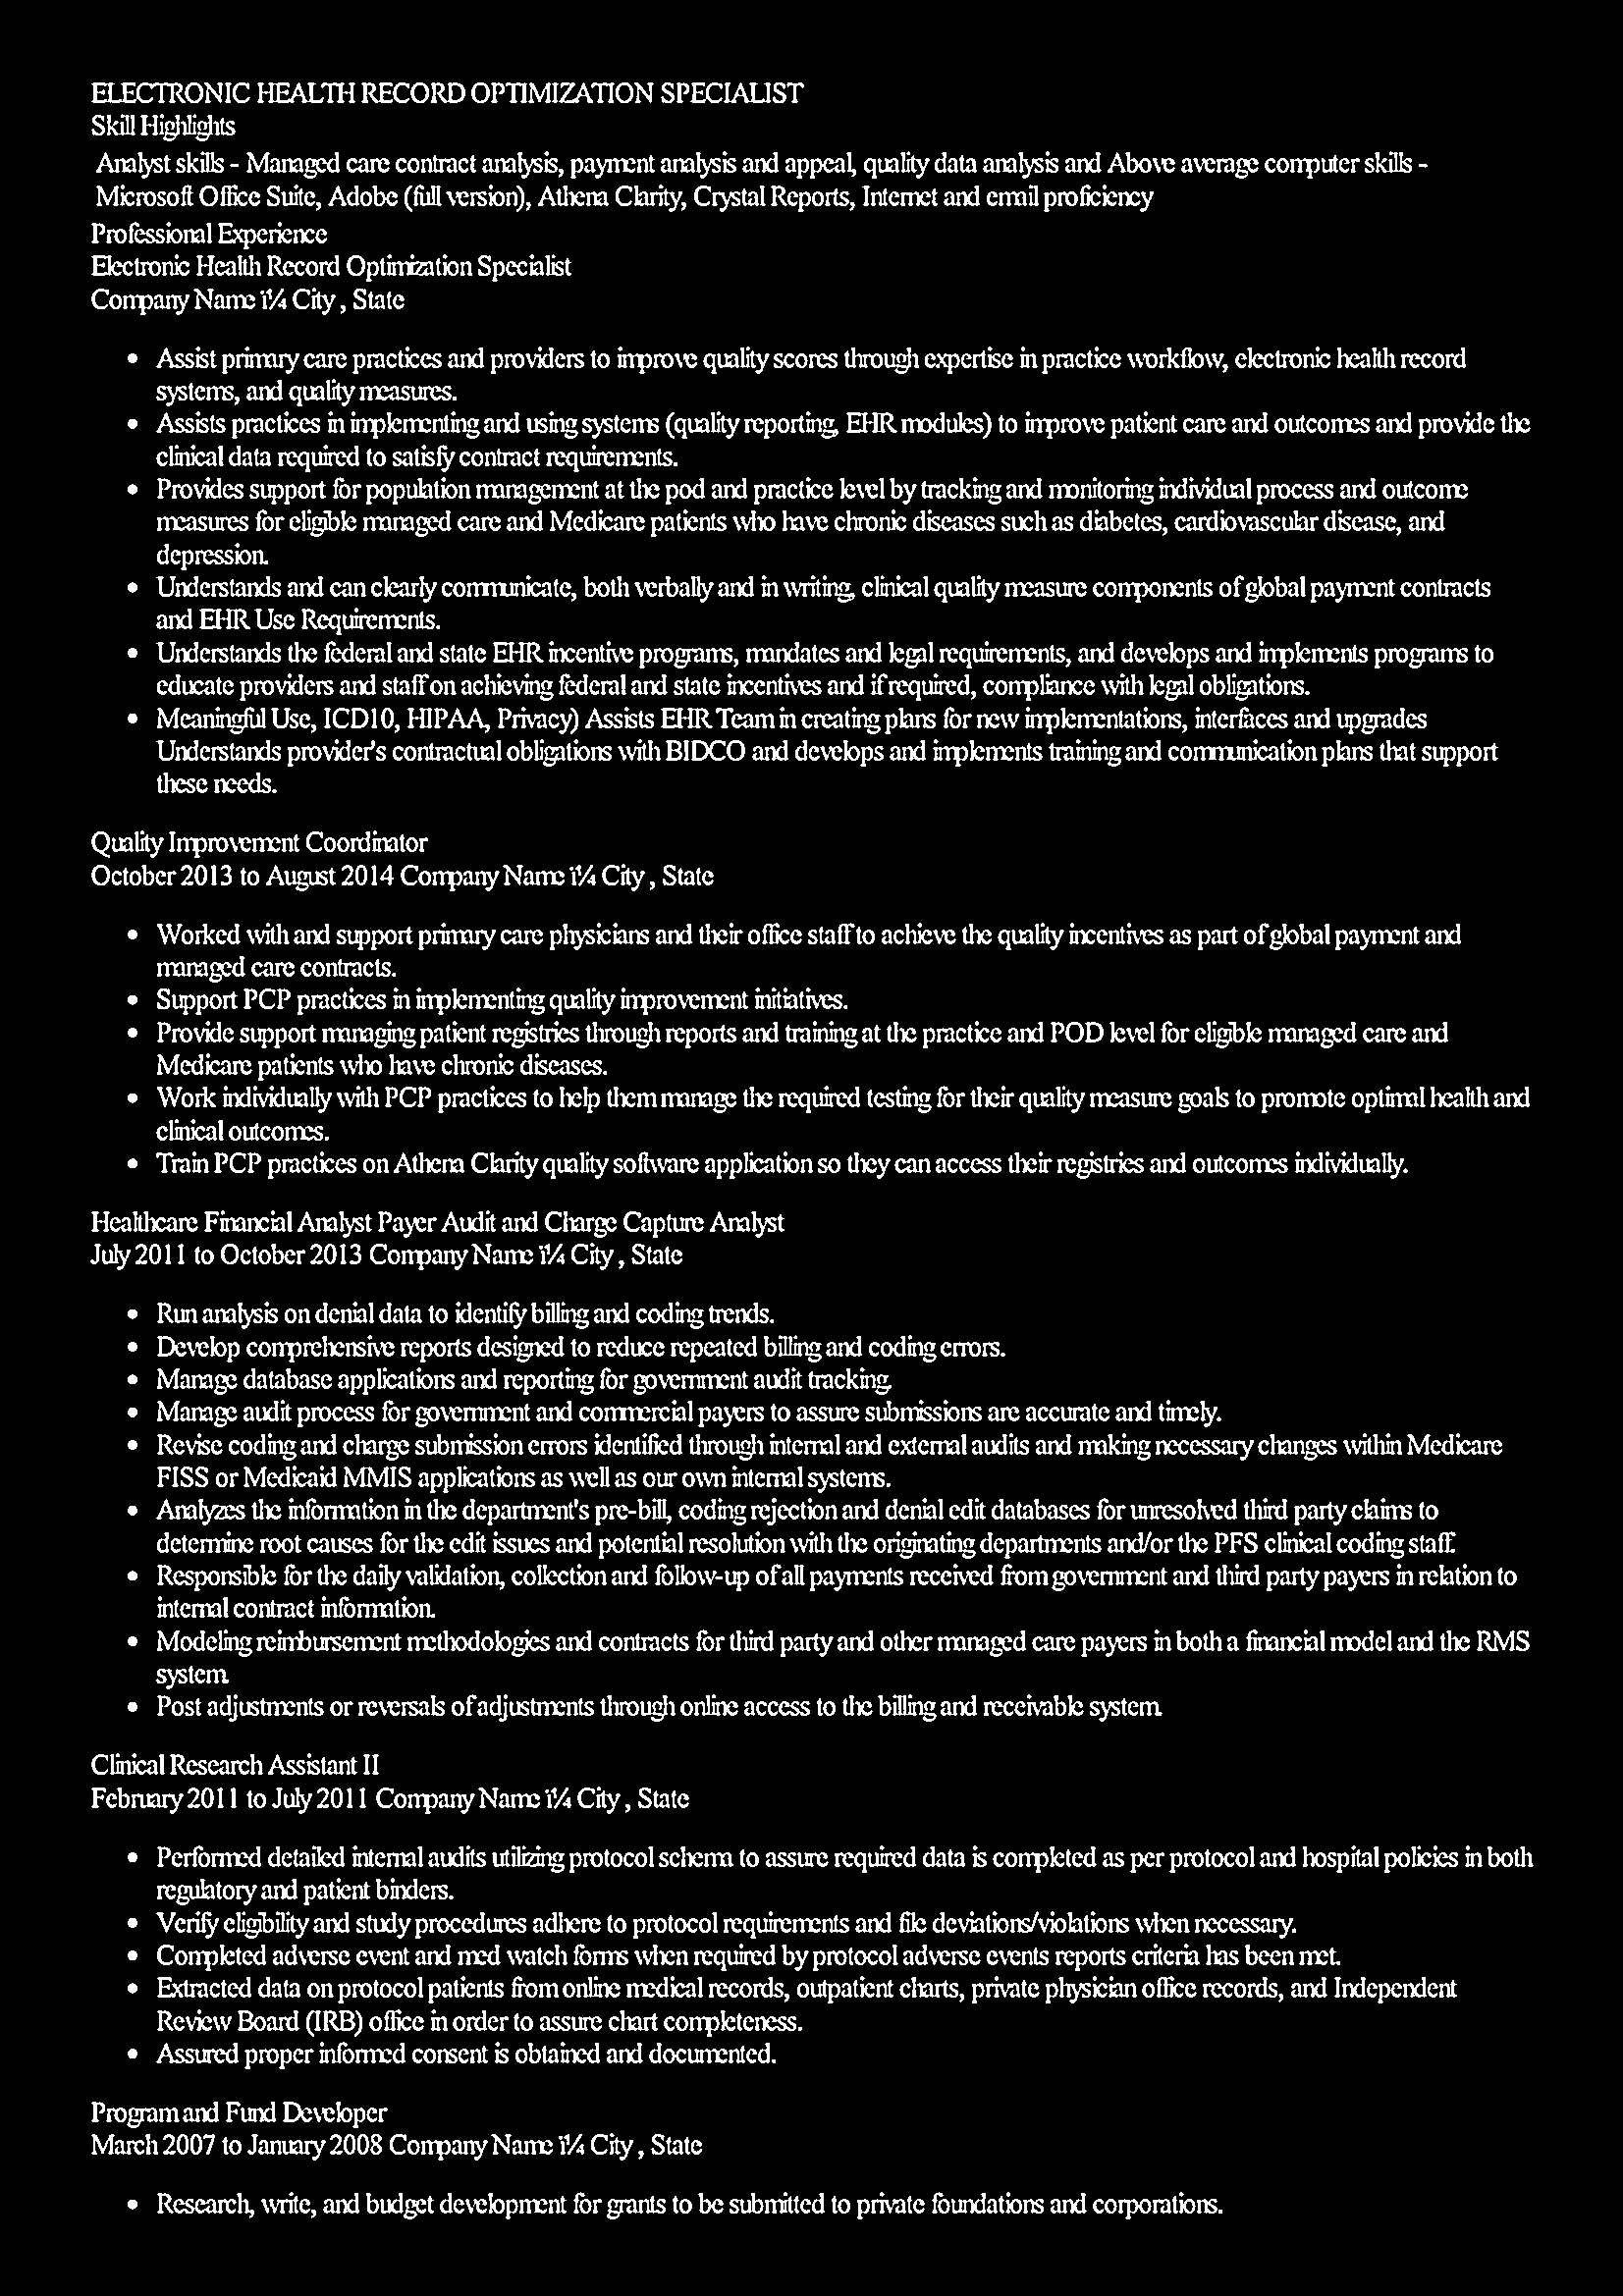 ELECTRONIC HEALTH RECORD OPTIMIZATION SPECIALIST
Skill Highlights
Analyst skills - Managed care contract analysis, payment analysis and appeal, quality data analysis and Above average computer skills -
Microsoft Office Suite, Adobe (full version), Athena Clarity, Crystal Reports, Internet and email proficiency
Professional Experience
Electronic Health Record Optimization Specialist
Company Name ï¼ City , State
• Assist primary care practices and providers to improve quality scores through expertise in practice workflow, electronic health record
systems, and quality measures.
• Assists practices in implementing and using systems (quality reporting, EHR modules) to improve patient care and outcomes and provide the
clinical data required to satisfy contract requirements.
• Provides support for population management at the pod and practice level by tracking and monitoring individual process and outcome
measures for eligible managed care and Medicare patients who have chronic diseases such as diabetes, cardiovascular disease, and
depression.
• Understands and can clearly communicate, both verbally and in writing, clinical quality measure components of global payment contracts
and EHR Use Requirements.
• Understands the federal and state EHR incentive programs, mandates and legal requirements, and develops and implements programs to
educate providers and staff on achieving federal and state incentives and if required, compliance with legal obligations.
• Meaningful Use, ICD10, HIPAA, Privacy) Assists EHR Team in creating plans for new implementations, interfaces and upgrades
Understands provider's contractual obligations with BIDCO and develops and implements training and communication plans that support
these needs.
Quality Improvement Coordinator
October 2013 to August 2014 Company Name ï¼ City , State
• Worked with and support primary care physicians and their office staff to achieve the quality incentives as part of global payment and
managed care contracts.
• Support PCP practices in implementing quality improvement initiatives.
• Provide support managing patient registries through reports and training at the practice and POD level for eligible managed care and
Medicare patients who have chronic diseases.
• Work individually with PCP practices to help them manage the required testing for their quality measure goals to promote optimal health and
clinical outcomes.
• Train PCP practices on Athena Clarity quality software application so they can access their registries and outcomes individually.
Healthcare Financial Analyst Payer Audit and Charge Capture Analyst
July 2011 to October 2013 Company Name ï¼ City , State
• Run analysis on denial data to identify billing and coding trends.
• Develop comprehensive reports designed to reduce repeated billing and coding errors.
• Manage database applications and reporting for government audit tracking.
• Manage audit process for government and commercial payers to assure submissions are accurate and timely.
• Revise coding and charge submission errors identified through internal and external audits and making necessary changes within Medicare
FISS or Medicaid MMIS applications as well as our own internal systems.
• Analyzes the information in the department's pre-bill, coding rejection and denial edit databases for unresolved third party claims to
determine root causes for the edit issues and potential resolution with the originating departments and/or the PFS clinical coding staff.
• Responsible for the daily validation, collection and follow-up of all payments received from government and third party payers in relation to
internal contract information.
• Modeling reimbursement methodologies and contracts for third party and other managed care payers in both a financial model and the RMS
system.
• Post adjustments or reversals of adjustments through online access to the billing and receivable system.
Clinical Research Assistant II
February 2011 to July 2011 Company Name ï¼ City , State
• Performed detailed internal audits utilizing protocol schema to assure required data is completed as per protocol and hospital policies in both
regulatory and patient binders.
• Verify eligibility and study procedures adhere to protocol requirements and file deviations/violations when necessary.
• Completed adverse event and med watch forms when required by protocol adverse events reports criteria has been met.
• Extracted data on protocol patients from online medical records, outpatient charts, private physician office records, and Independent
Review Board (IRB) office in order to assure chart completeness.
• Assured proper informed consent is obtained and documented.
Program and Fund Developer
March 2007 to January 2008 Company Name ï¼ City , State
• Research, write, and budget development for grants to be submitted to private foundations and corporations.